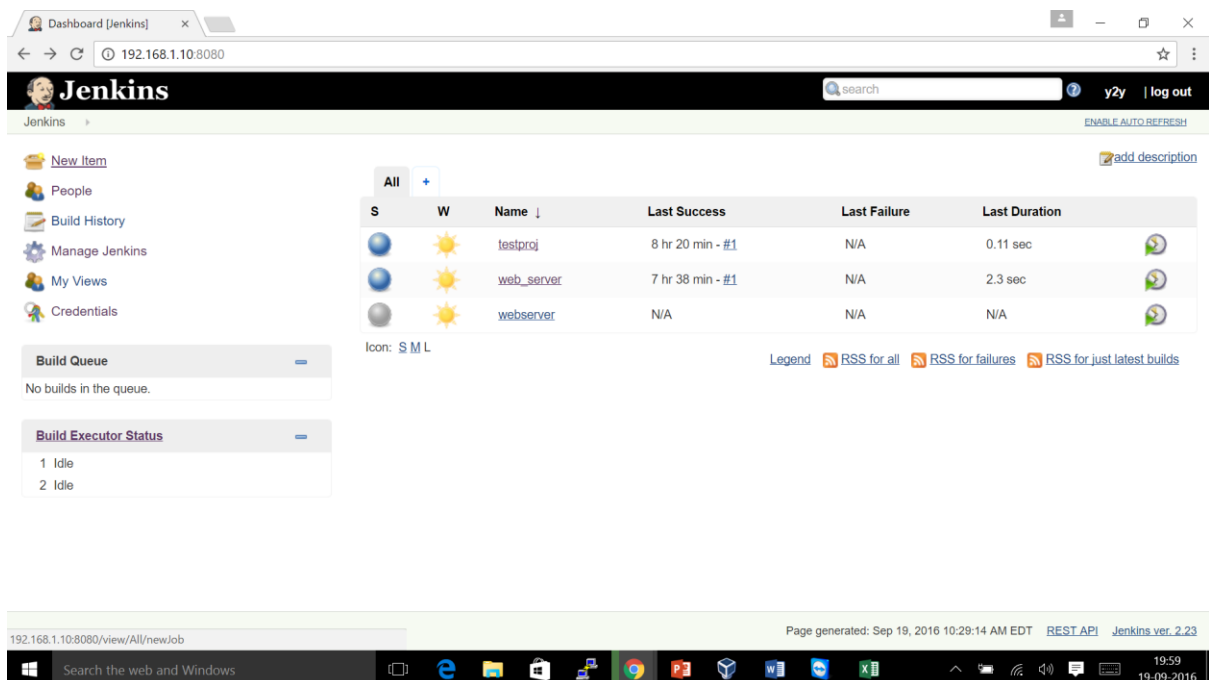 Dashboard [Jenkins]
192.168.1.10:8080
Jenkins
search
y2y | log out
Jenkins
ENABLE AUTO REFRESH
New Item
People
Build History
Manage Jenkins
My Views
Credentials
Build Queue
No builds in the queue.
Build Executor Status
1 Idle
2 Idle
add description
All +
S W Name ↓ Last Success Last Failure Last Duration
testproj 8 hr 20 min - #1 N/A 0.11 sec
web_server 7 hr 38 min - #1 N/A 2.3 sec
webserver N/A N/A N/A
Icon: S M L
Legend RSS for all RSS for failures RSS for just latest builds
192.168.1.10:8080/view/All/newJob
Page generated: Sep 19, 2016 10:29:14 AM EDT REST API Jenkins ver. 2.23
Search the web and Windows
19:59
19-09-2016